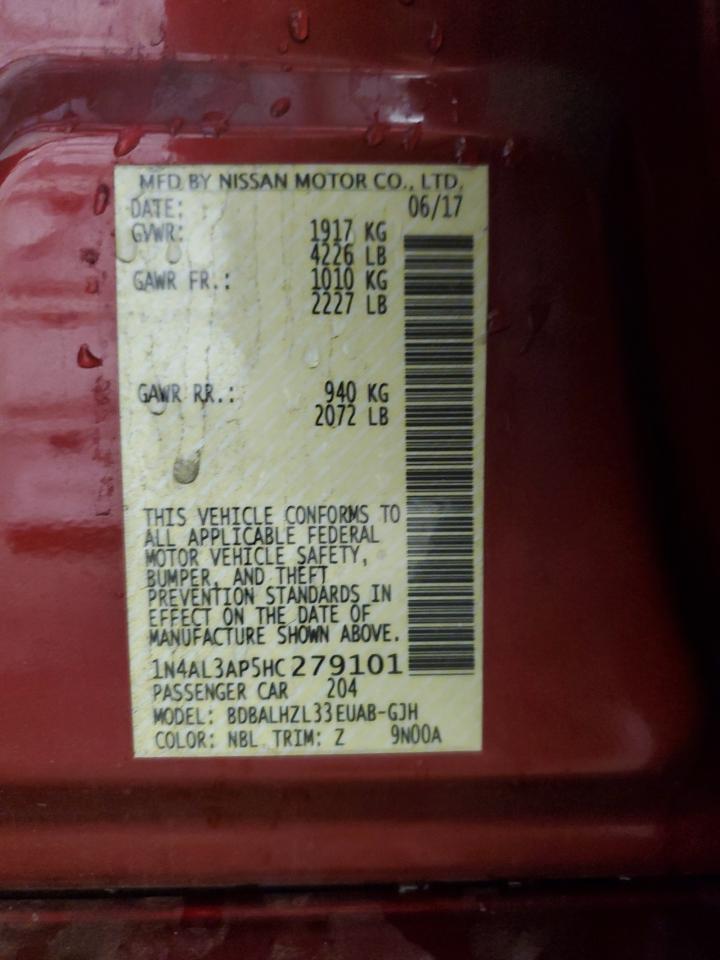 MFD BY NISSAN MOTOR CO., LTD.
DATE: 06/17
GVWR: 1917 KG
4226 LB
GAWR FR.: 1010 KG
2227 LB
GAWR RR.: 940 KG
2072 LB
THIS VEHICLE CONFORMS TO
ALL APPLICABLE FEDERAL
MOTOR VEHICLE SAFETY,
BUMPER, AND THEFT
PREVENTION STANDARDS IN
EFFECT ON THE DATE OF
MANUFACTURE SHOWN ABOVE.
1N4AL3AP5HC279101
PASSENGER CAR 204
MODEL: BDBALHZL33EUAB-GJH
COLOR: NBL TRIM: Z 9N00A